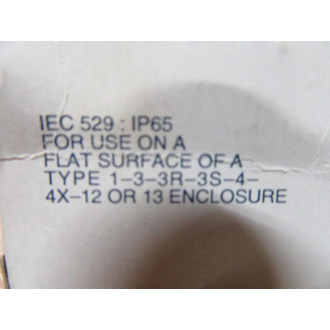 IEC 529 : IP65
FOR USE ON A
FLAT SURFACE OF A
TYPE 1-3-3R-3S-4-
4X-12 OR 13 ENCLOSURE